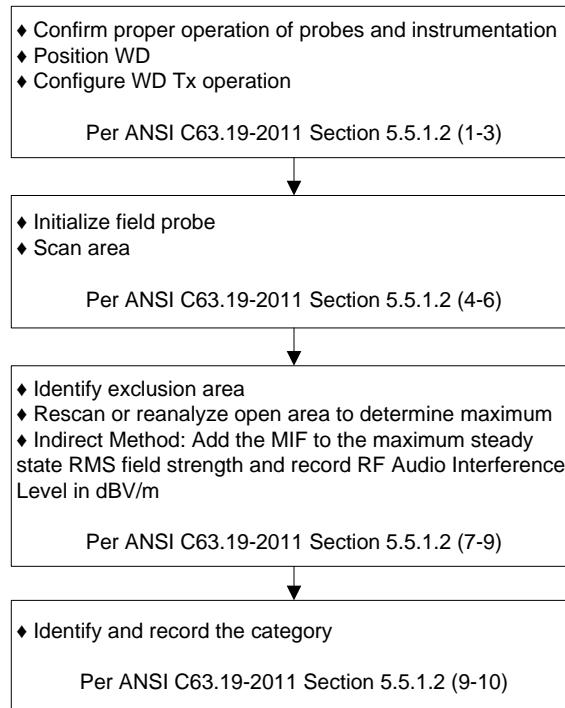 ♦ Confirm proper operation of probes and instrumentation
♦ Position WD
♦ Configure WD Tx operation
Per ANSI C63.19-2011 Section 5.5.1.2 (1-3)
♦ Initialize field probe
♦ Scan area
Per ANSI C63.19-2011 Section 5.5.1.2 (4-6)
♦ Identify exclusion area
♦ Rescan or reanalyze open area to determine maximum
♦ Indirect Method: Add the MIF to the maximum steady
state RMS field strength and record RF Audio Interference
Level in dBV/m
Per ANSI C63.19-2011 Section 5.5.1.2 (7-9)
♦ Identify and record the category
Per ANSI C63.19-2011 Section 5.5.1.2 (9-10)